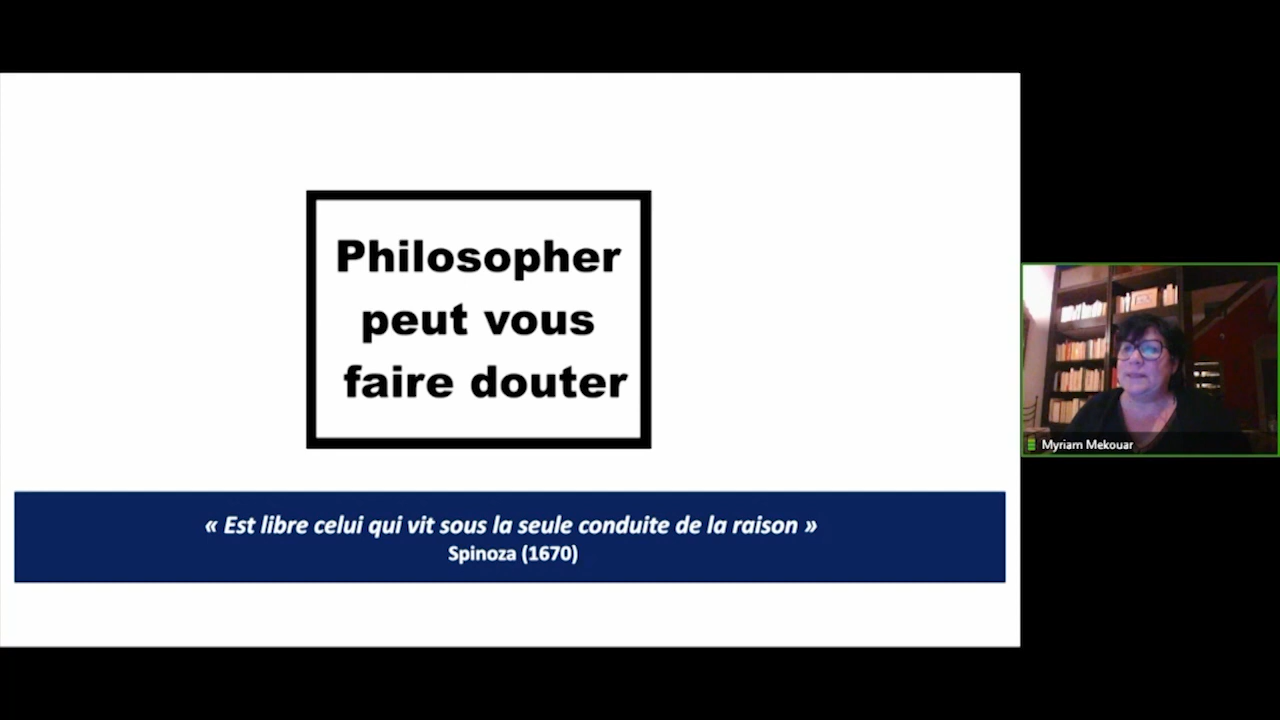 Philosopher
peut vous
faire douter
« Est libre celui qui vit sous la seule conduite de la raison »
Spinoza (1670)
Myriam Mekouar